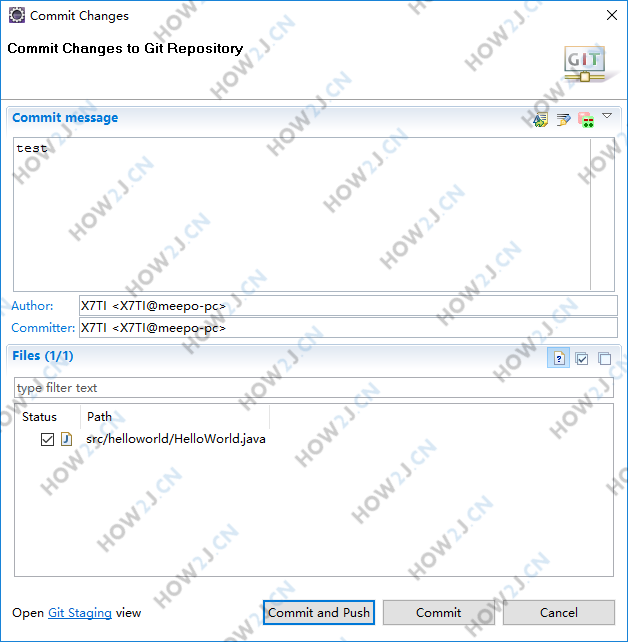 Commit Changes
Commit Changes to Git Repository
GIT
Commit message
test
Author: X7TI <X7TI@meepo-pc>
Committer: X7TI <X7TI@meepo-pc>
Files (1/1)
type filter text
Status Path
src/helloworld/HelloWorld.java
Open Git Staging view
Commit and Push Commit Cancel
HOW2J.CN